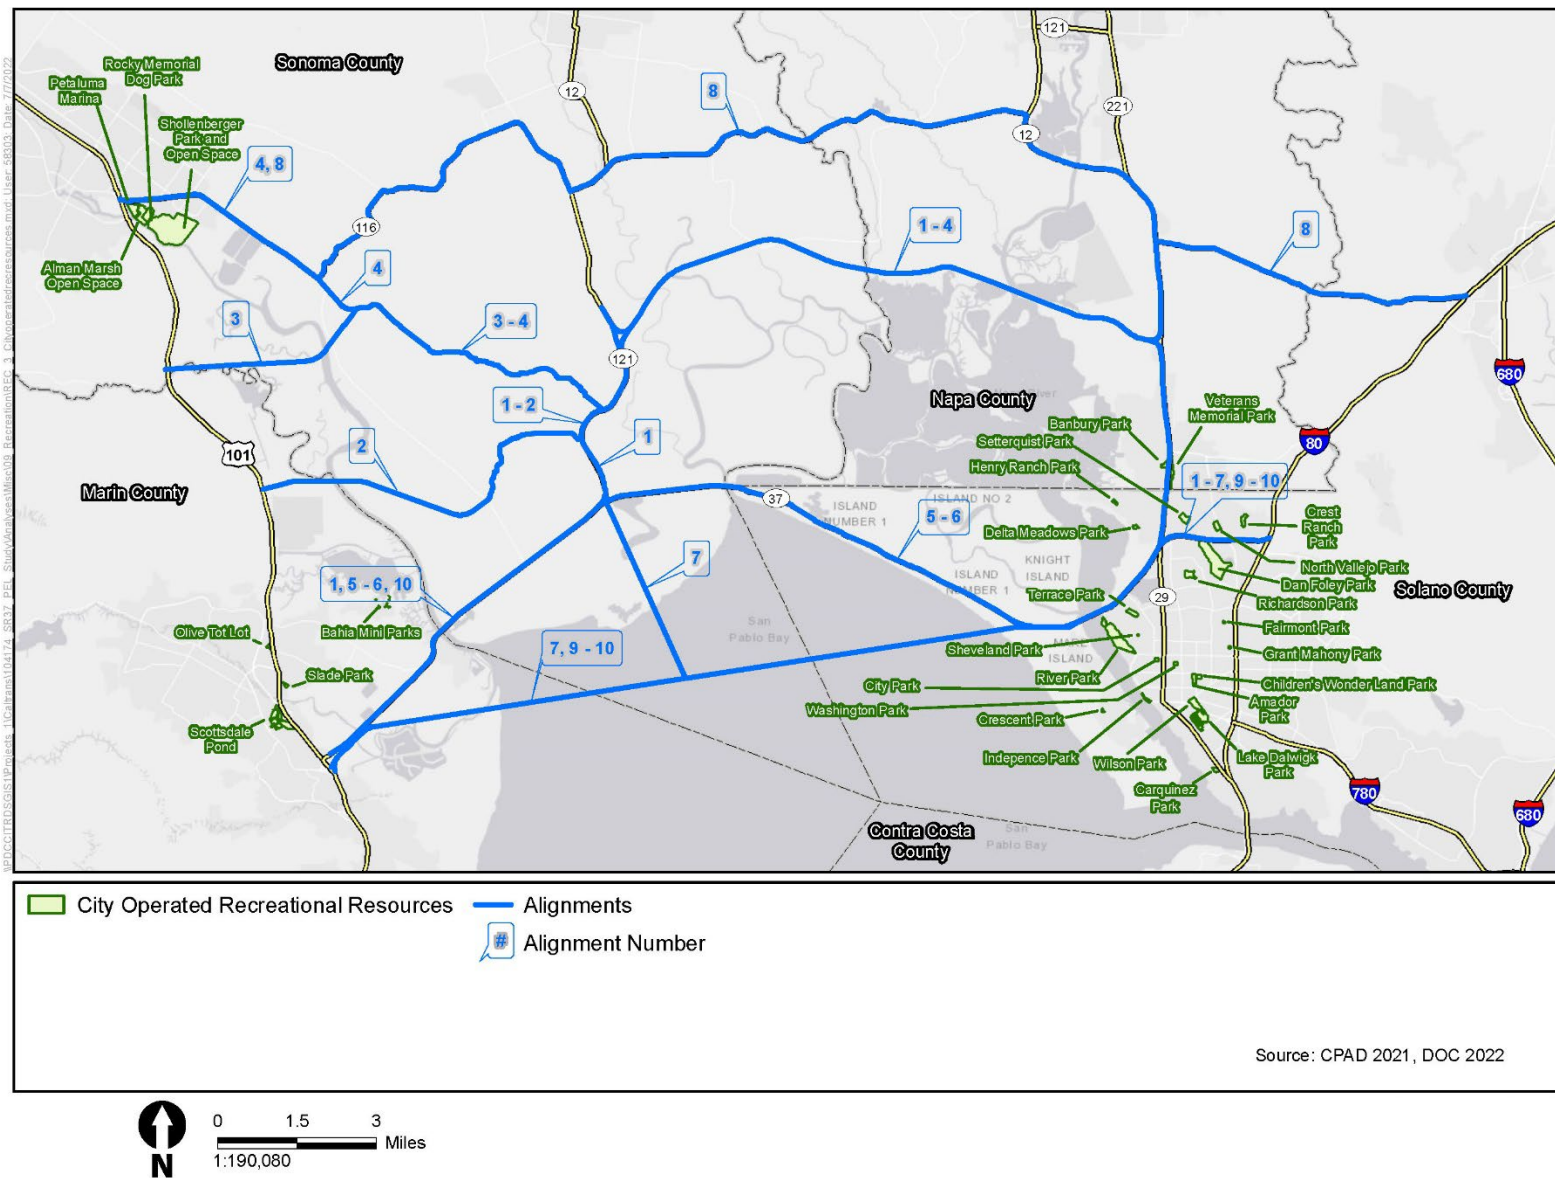 Sonoma County
Rocky Memorial
Dog Park
Petaluma
Marina
Shollenberger
Park and
Open Space
4, 8
12
8
121
221
12
116
1 - 4
8
Alman Marsh
Open Space
4
3
3 - 4
121
680
Napa County
Veterans
Memorial Park
Banbury Park
Setterquist Park
Henry Ranch Park
80
1 - 2
1
2
101
Marin County
1 - 7, 9 - 10
37
ISLAND
NUMBER 1
ISLAND NO 2
5 - 6
Crest
Ranch
Park
Delta Meadows Park
KNIGHT
ISLAND
ISLAND
NUMBER 1
North Vallejo Park
Dan Foley Park
Solano County
7
1, 5 - 6, 10
Terrace Park
29
Richardson Park
San
Pablo Bay
Olive Tot Lot
Bahia Mini Parks
Fairmont Park
7, 9 - 10
MARE
ISLAND
Sheveland Park
Grant Mahony Park
Slade Park
River Park
City Park
Children's Wonder Land Park
Washington Park
Amador
Park
Crescent Park
Scottsdale
Pond
Indepence Park
Wilson Park
Lake Dalwigk
Park
Carquinez
Park
780
680
Contra Costa
County
San
Pablo Bay
City Operated Recreational Resources
Alignments
#
Alignment Number
Source: CPAD 2021, DOC 2022
0 1.5 3
Miles
1:190,080
N